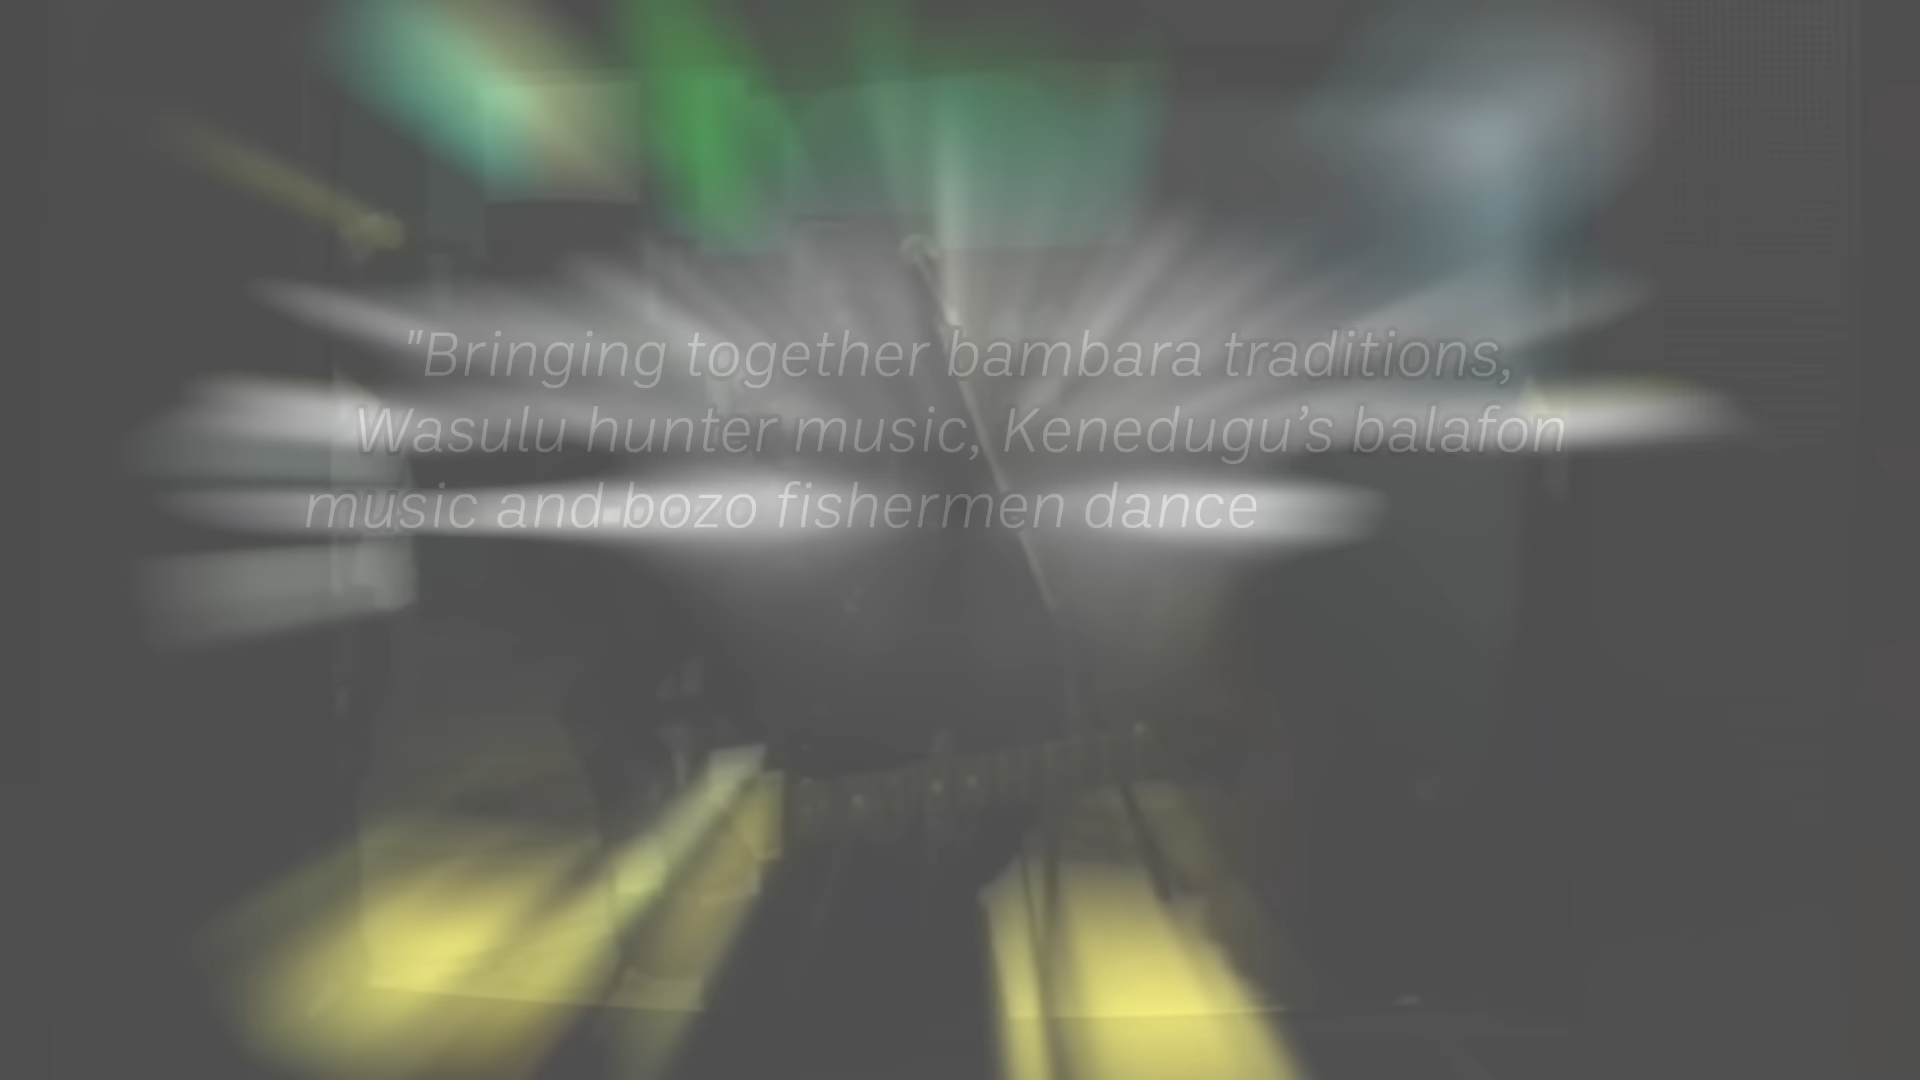 "Bringing together bambara traditions,
Wasulu hunter music, Kenedugu’s balafon
music and bozo fishermen dance